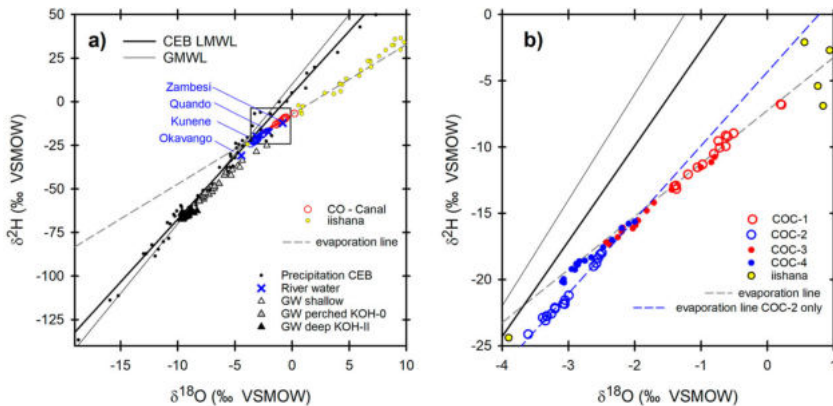 a)
CEB LMWL
GMWL
Zambesi
Quando
Kunene
Okavango
CO - Canal
iishana
evaporation line
Precipitation CEB
River water
GW shallow
GW perched KOH-0
GW deep KOH-II
50
25
0
-25
-50
-75
-100
-125
δ²H (‰ VSMOW)
-15 -10 -5 0 5 10
δ¹⁸O (‰ VSMOW)
b)
COC-1
COC-2
COC-3
COC-4
iishana
evaporation line
evaporation line COC-2 only
0
-5
-10
-15
-20
-25
δ²H (‰ VSMOW)
-4 -3 -2 -1 0 1
δ¹⁸O (‰ VSMOW)